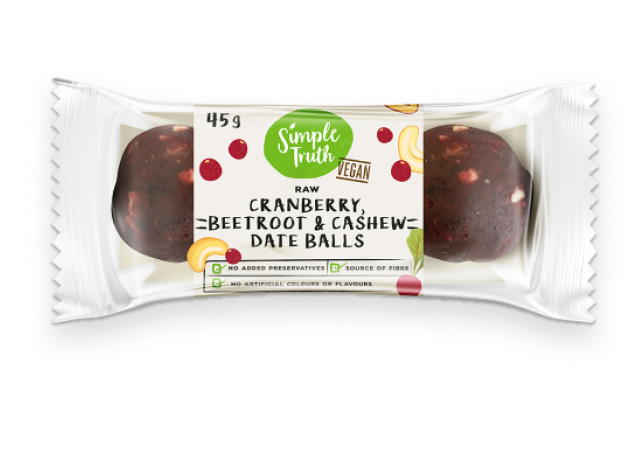 45g
Simple
Truth
VEGAN
RAW
CRANBERRY,
BEETROOT & CASHEW
DATE BALLS
NO ADDED PRESERVATIVES
SOURCE OF FIBRE
NO ARTIFICIAL COLOURS OR FLAVOURS